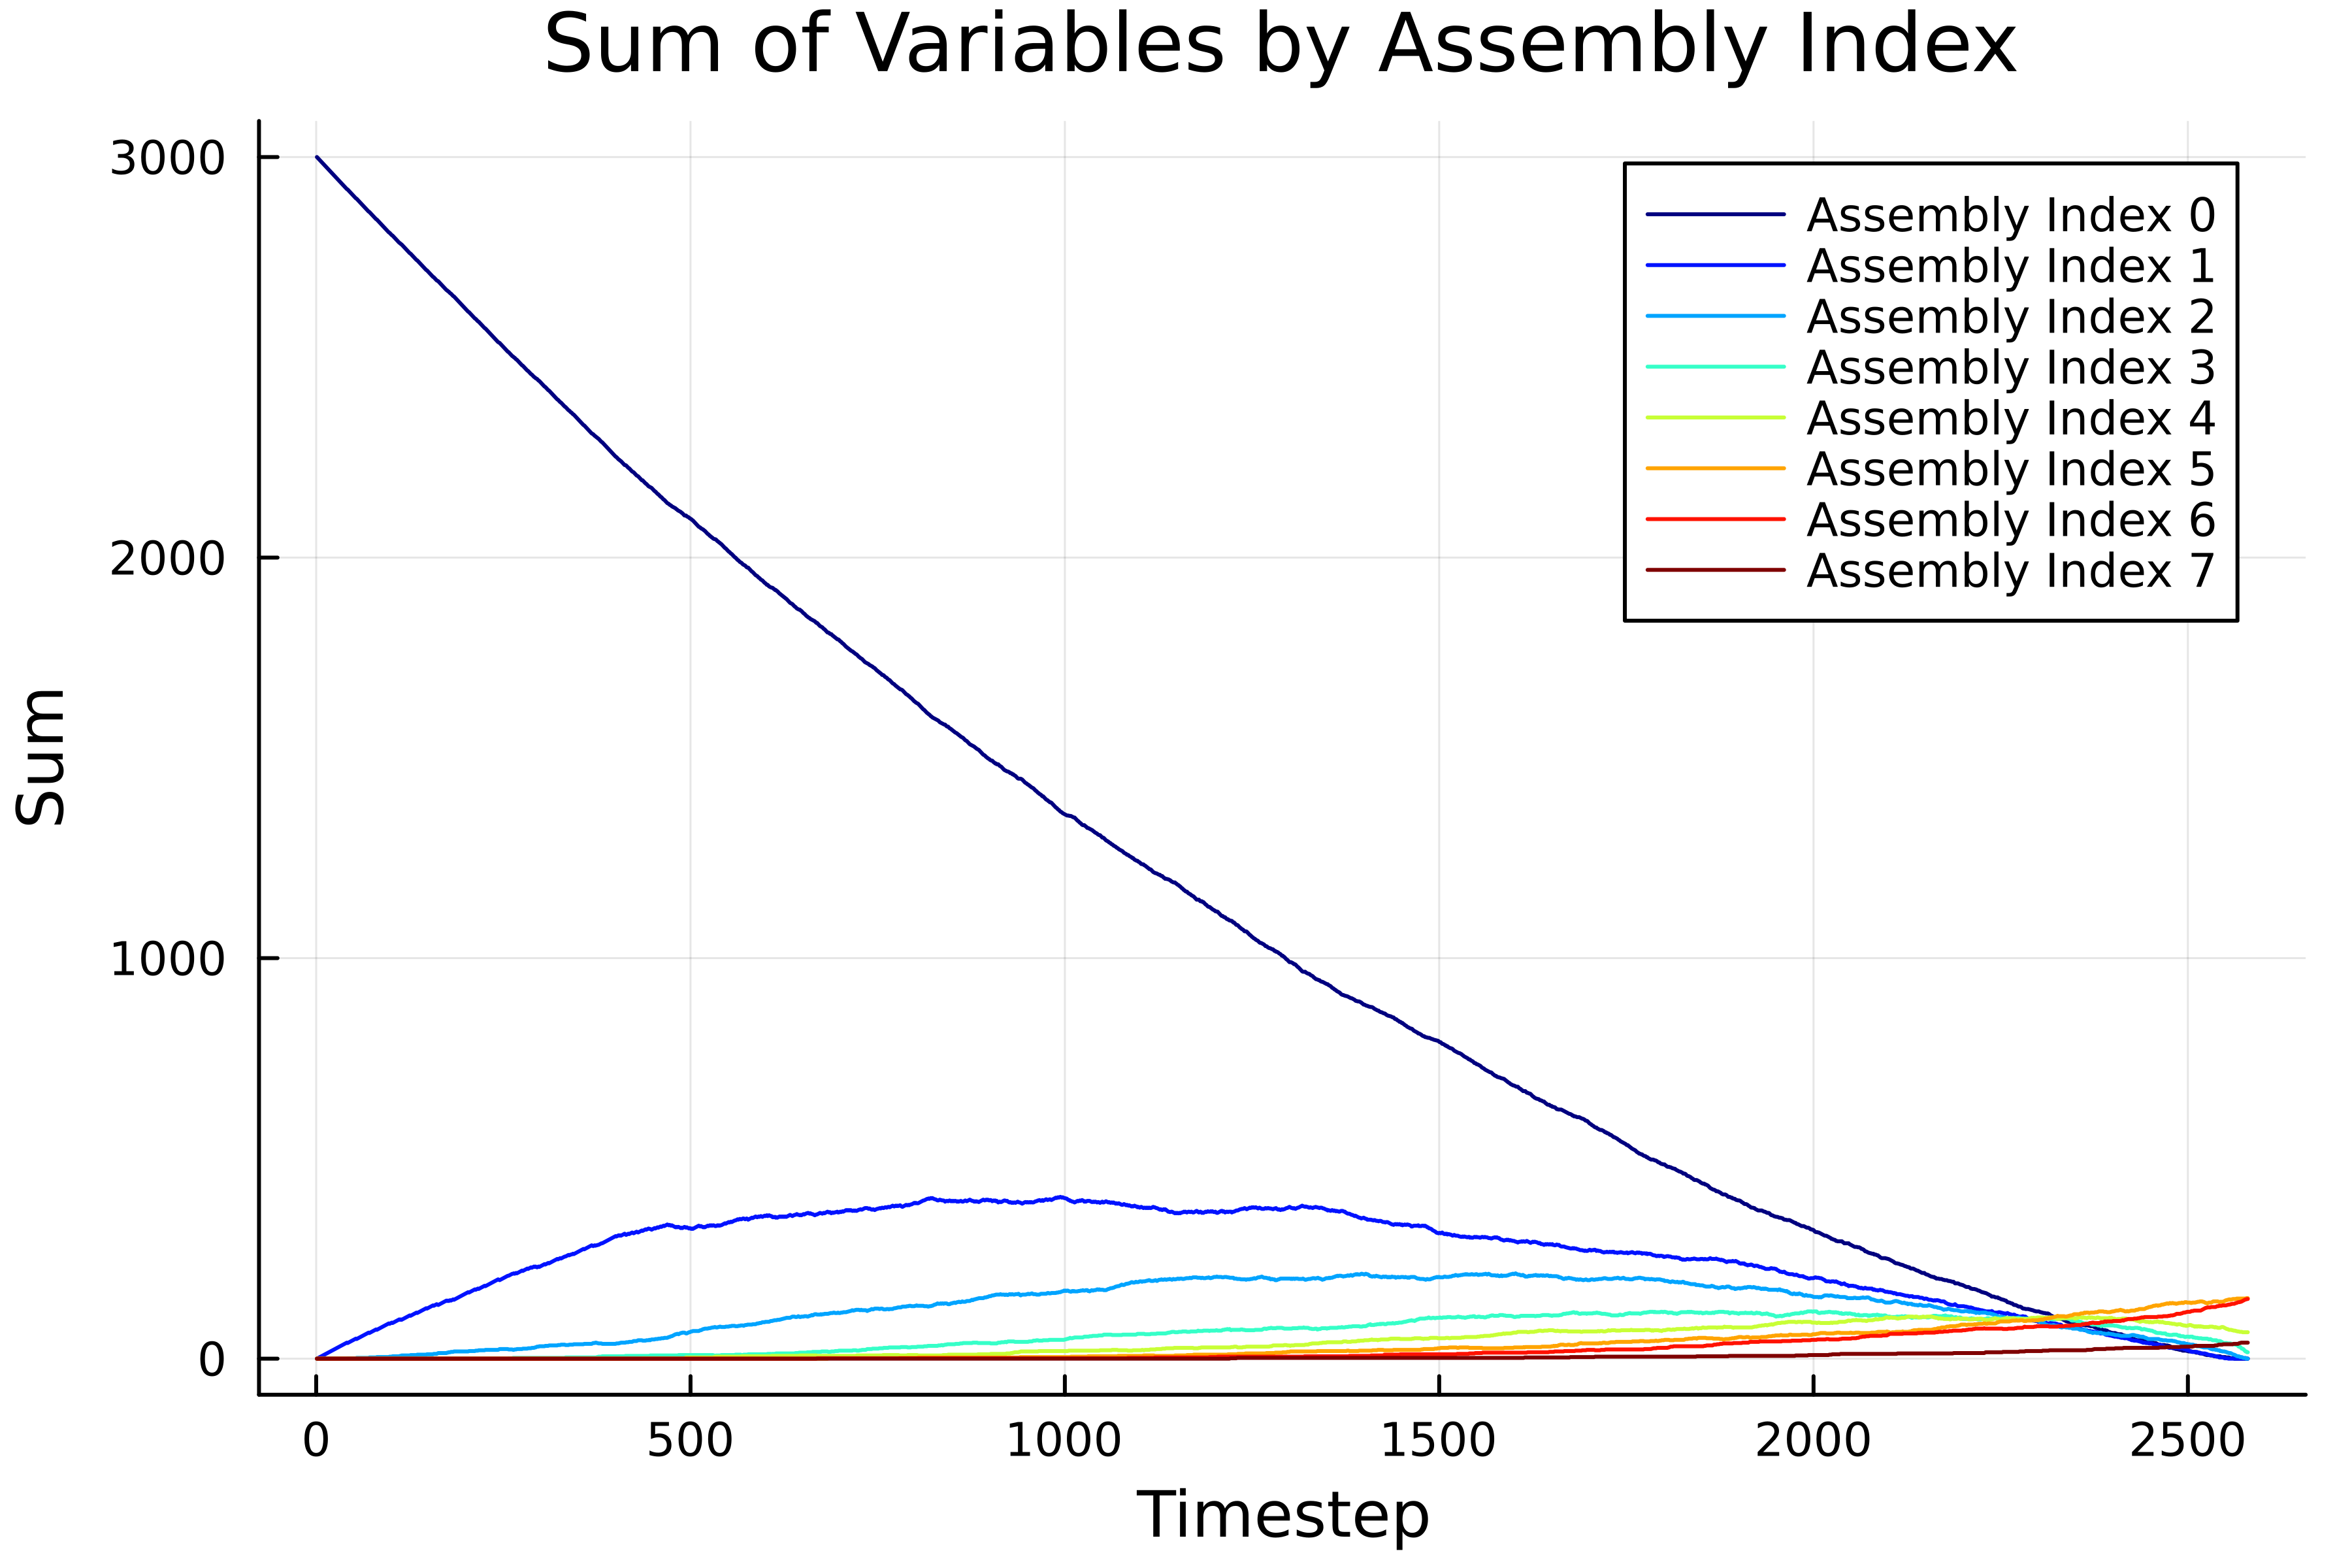 Sum of Variables by Assembly Index
3000
2000
1000
0
Sum
Assembly Index 0
Assembly Index 1
Assembly Index 2
Assembly Index 3
Assembly Index 4
Assembly Index 5
Assembly Index 6
Assembly Index 7
0 500 1000 1500 2000 2500
Timestep